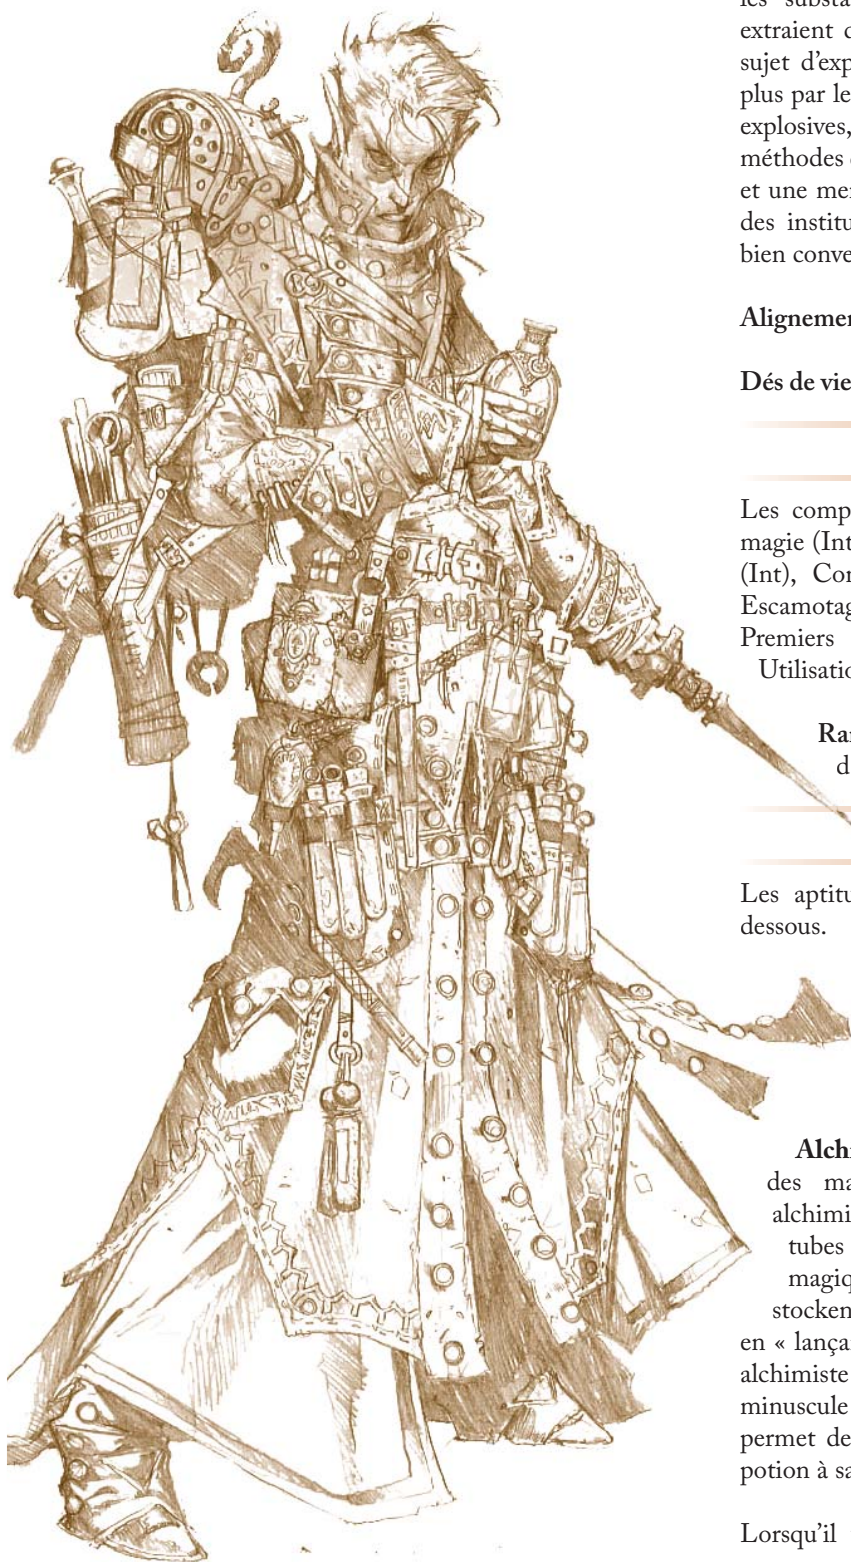 les substa
extraient d
sujet d'exp
plus par le
explosives,
méthodes
et une me
des institu
bien conve
Alignemen
Dés de vie
Les comp
magie (Int
(Int), Con
Escamotag
Premiers
Utilisatio
Ran
d
Les aptitu
dessous.
Alchi
des ma
alchimi
tubes
magiq
stocken
en « lança
alchimiste
minuscule
permet de
potion à sa
Lorsqu'il